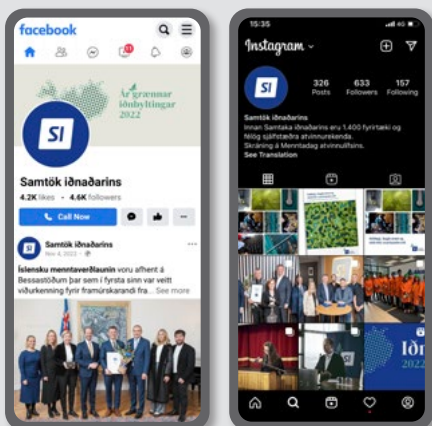 facebook
11
Ár grænnar
iðnbyltingar
2022
SI
Samtök iðnaðarins
4.2K likes • 4.6K followers
Call Now
SI
Samtök iðnaðarins
Nov 4, 2022
Íslensku menntaverðlaunin voru afhent á
Bessastöðum þar sem í fyrsta sinn var veitt
viðurkenning fyrir framúrskarandi fra... See more
15:35
4G
Instagram
SI
326 633 157
Posts Followers Following
Samtök iðnaðarins
Innan Samtaka iðnaðarins eru 1.400 fyrirtæki og
félög sjálfstæðra atvinnurekenda.
Skráning á Menntadag atvinnulífsins.
See Translation
SI
Iðn
2022